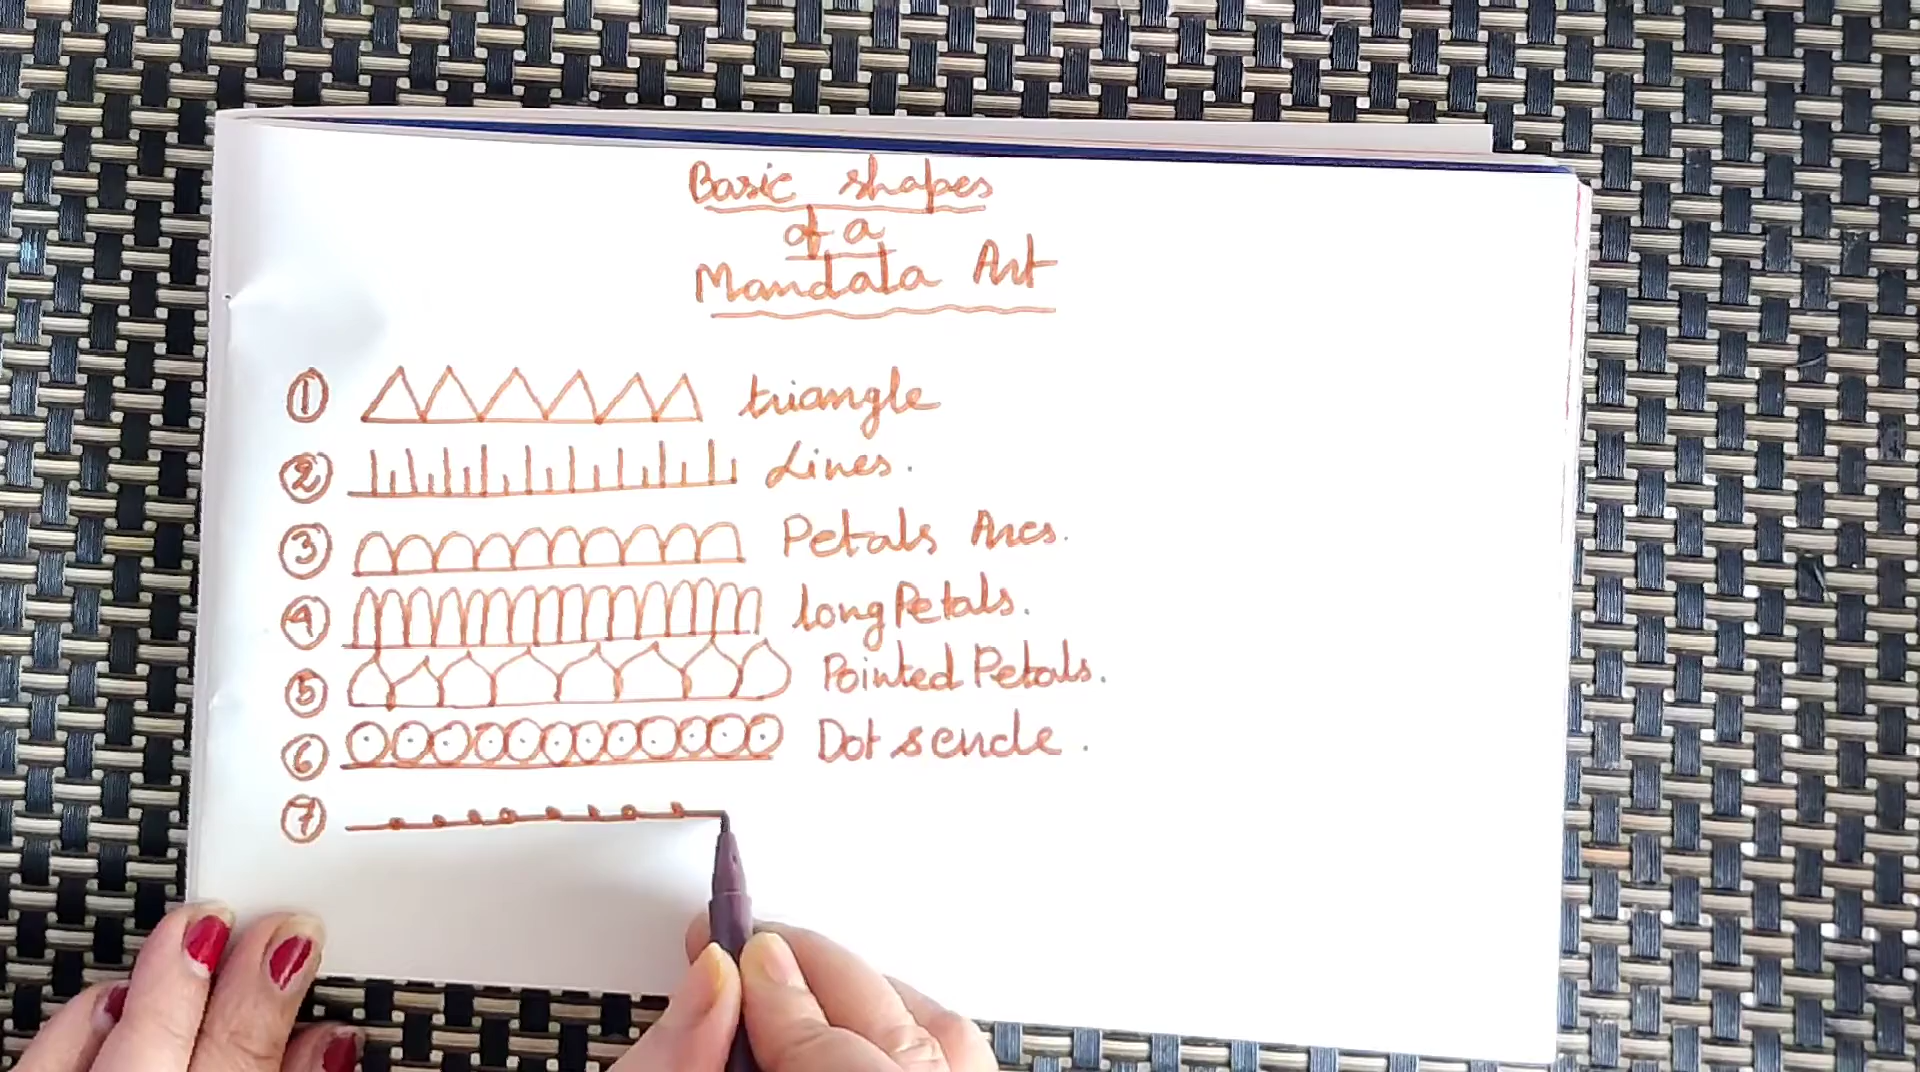 Basic shapes
of a
Mandala Art
1 triangle
2 Lines.
3 Petals Arcs.
4 long Petals.
5 Pointed Petals.
6 Dot
7